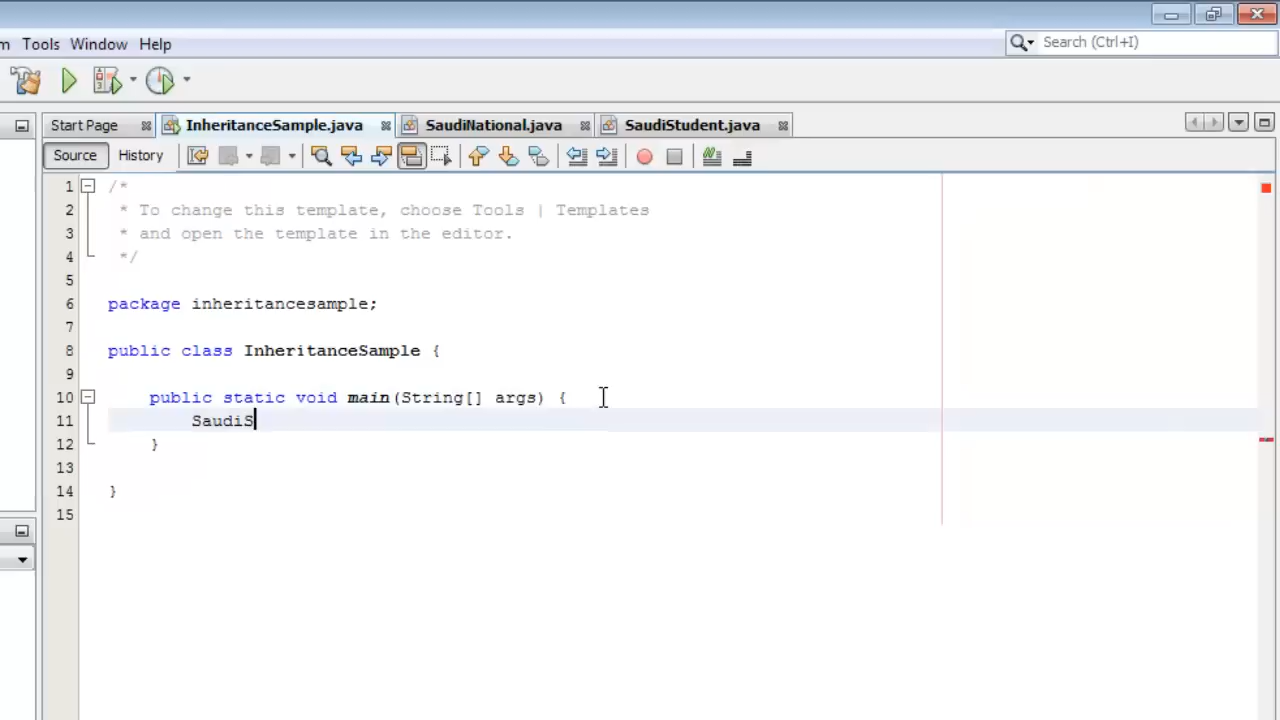 m Tools Window Help
Search (Ctrl+I)
Start Page InheritanceSample.java SaudiNational.java SaudiStudent.java
Source History
1 /*
2 * To change this template, choose Tools | Templates
3 * and open the template in the editor.
4 */
5
6 package inheritancesample;
7
8 public class InheritanceSample {
9
10 public static void main(String[] args) {
11 SaudiS
12 }
13
14 }
15